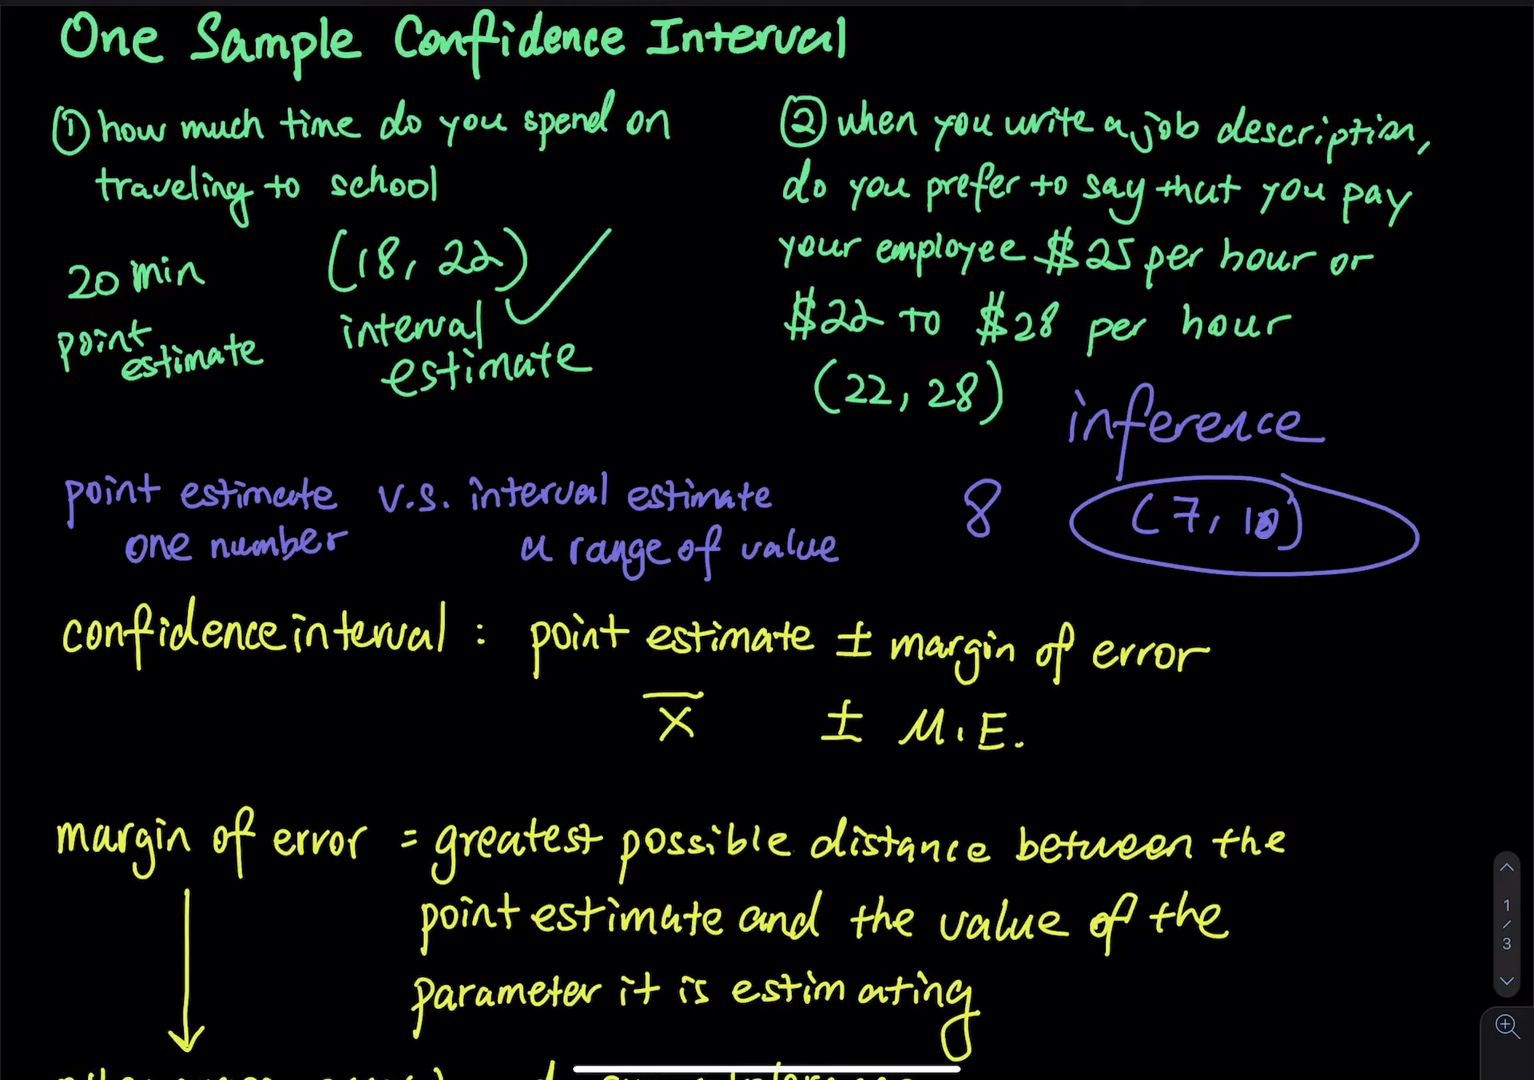 One Sample Confidence Interval
① how much time do you spend on
traveling to school
20 min
point
estimate
(18, 22)
interval
estimate
② when you write a job description,
do you prefer to say that you pay
your employee $25 per hour or
$22 to $28 per hour
(22, 28)
inference
point estimate v.s. interval estimate
one number
a range of value
8
(7, 10)
confidence interval : point estimate ± margin of error
x̅ ± M.E.
margin of error = greatest possible distance between the
point estimate and the value of the
parameter it is estimating
1
/
3